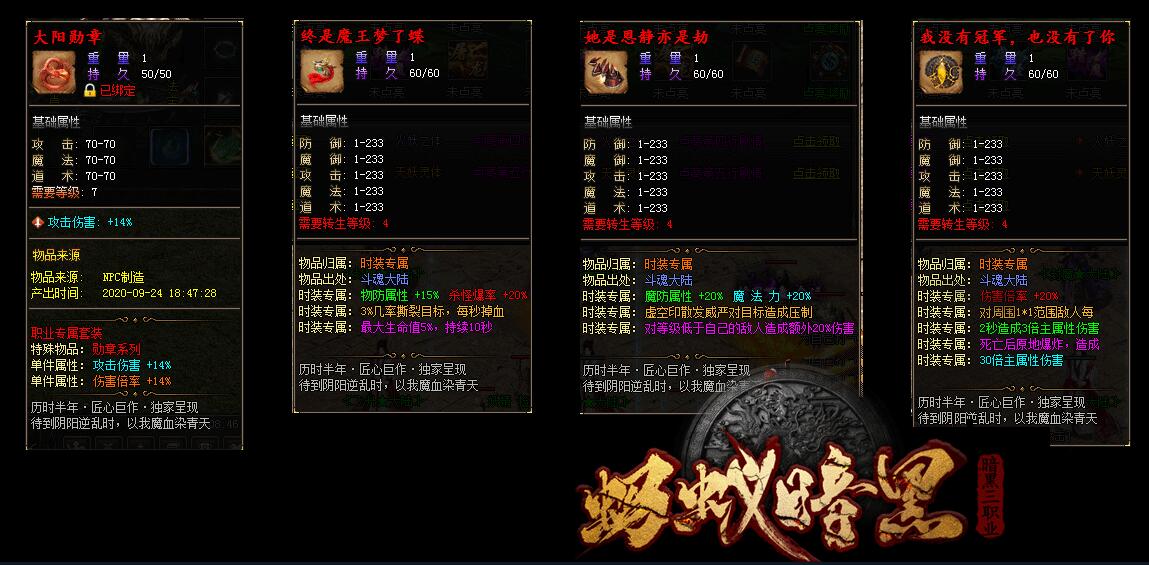 大阳勋章
重 量 1
持 久 50/50
已绑定
基础属性
攻 击: 70-70
魔 法: 70-70
道 术: 70-70
需要等级: 7
攻击伤害: +14%
物品来源
物品来源: NPC制造
产出时间: 2020-09-24 18:47:28
职业专属套装
特殊物品: 勋章系列
单件属性: 攻击伤害 +14%
单件属性: 伤害倍率 +14%
历时半年·匠心巨作·独家呈现
待到阴阳逆乱时，以我魔血染青天
终是魔王梦了蝶
重 量 1
持 久 60/60
基础属性
防 御: 1-233
魔 御: 1-233
攻 击: 1-233
魔 法: 1-233
道 术: 1-233
需要转生等级: 4
物品归属: 时装专属
物品出处: 斗魂大陆
时装专属: 物防属性 +15% 杀怪爆率 +20%
时装专属: 3%几率撕裂目标，每秒掉血
时装专属: 最大生命值5%，持续10秒
历时半年·匠心巨作·独家呈现
待到阴阳逆乱时，以我魔血染青天
她是恩静亦是劫
重 量 1
持 久 60/60
基础属性
防 御: 1-233
魔 御: 1-233
攻 击: 1-233
魔 法: 1-233
道 术: 1-233
需要转生等级: 4
点击领取
点击领取
物品归属: 时装专属
物品出处: 斗魂大陆
时装专属: 魔防属性 +20% 魔 法 力 +20%
时装专属: 虚空印散发威严对目标造成压制
时装专属: 对等级低于自己的敌人造成额外20%伤害
历时半年·匠心巨作·独家呈现
待到阴阳逆乱时，以我魔血染青天
我没有冠军，也没有了你
重 量 1
持 久 60/60
基础属性
防 御: 1-233
魔 御: 1-233
攻 击: 1-233
魔 法: 1-233
道 术: 1-233
需要转生等级: 4
物品归属: 时装专属
物品出处: 斗魂大陆
时装专属: 伤害倍率 +20%
时装专属: 对周围1*1范围敌人每
时装专属: 2秒造成3倍主属性伤害
时装专属: 死亡后原地爆炸，造成
时装专属: 30倍主属性伤害
历时半年·匠心巨作·独家呈现
待到阴阳逆乱时，以我魔血染青天
蚂蚁暗黑
暗黑三职业